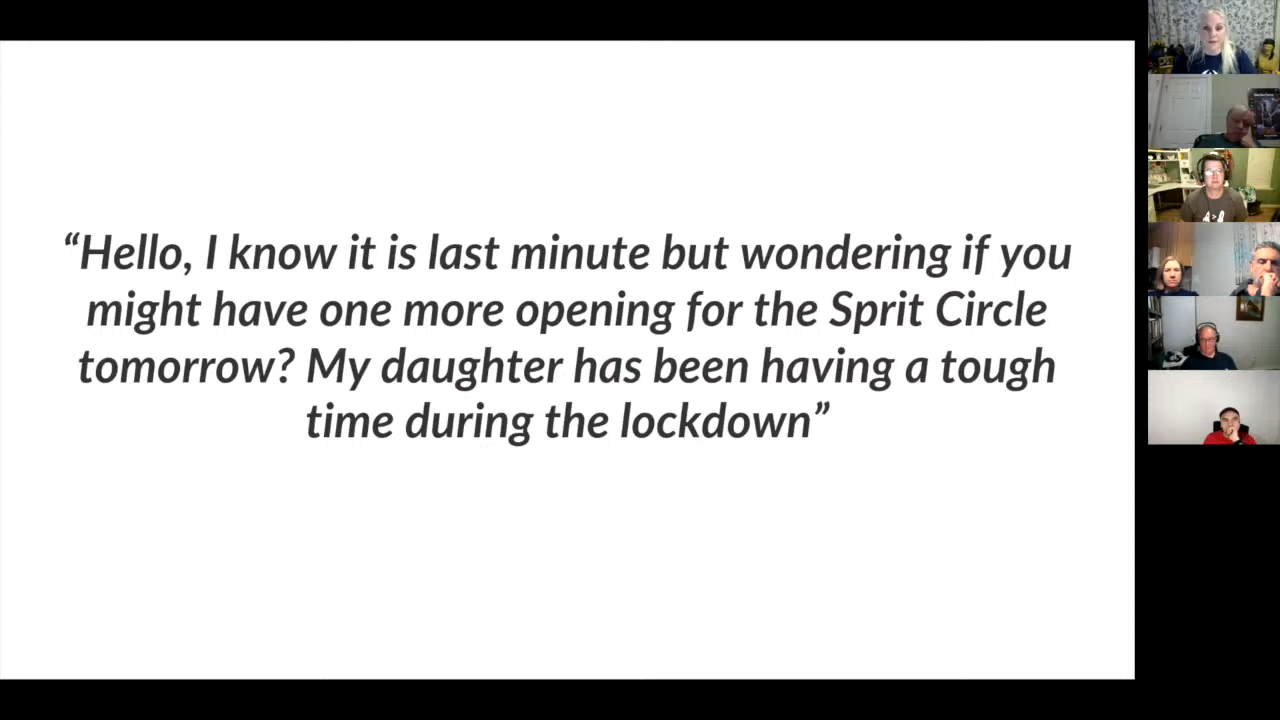 “Hello, I know it is last minute but wondering if you
might have one more opening for the Sprit Circle
tomorrow? My daughter has been having a tough
time during the lockdown”